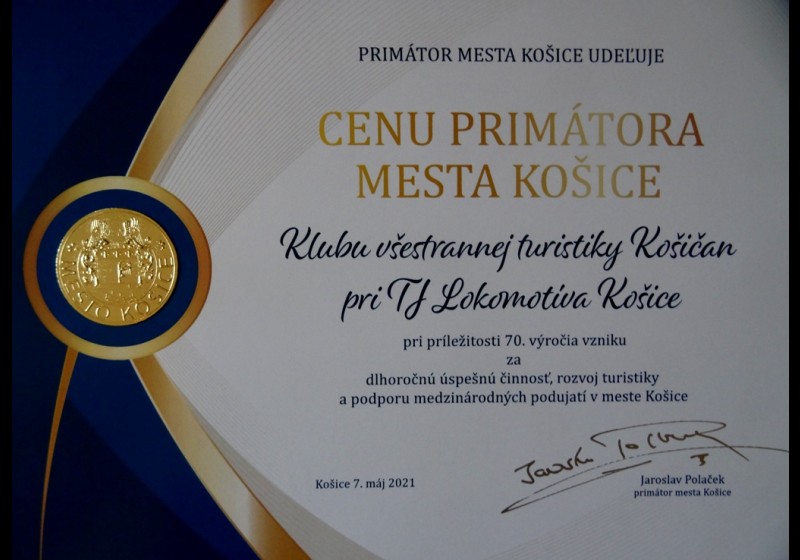 PRIMÁTOR MESTA KOŠICE UDEĽUJE
CENU PRIMÁTORA
MESTA KOŠICE
Klubu všestrannej turistiky Košičan
pri TJ Lokomotíva Košice
pri príležitosti 70. výročia vzniku
za
dlhoročnú úspešnú činnosť, rozvoj turistiky
a podporu medzinárodných podujatí v meste Košice
Košice 7. máj 2021
Jaroslav Polaček
primátor mesta Košice
MESTO KOŠICE